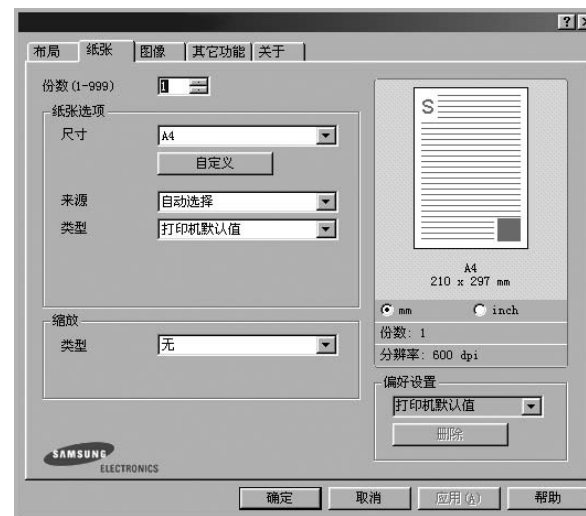 布局 纸张 图像 其它功能 关于
份数(1-999) 1
纸张选项
尺寸 A4
自定义
来源 自动选择
类型 打印机默认值
缩放
类型 无
S
A4
210 x 297 mm
mm inch
份数: 1
分辨率: 600 dpi
偏好设置
打印机默认值
删除
SAMSUNG
ELECTRONICS
确定 取消 应用(A) 帮助